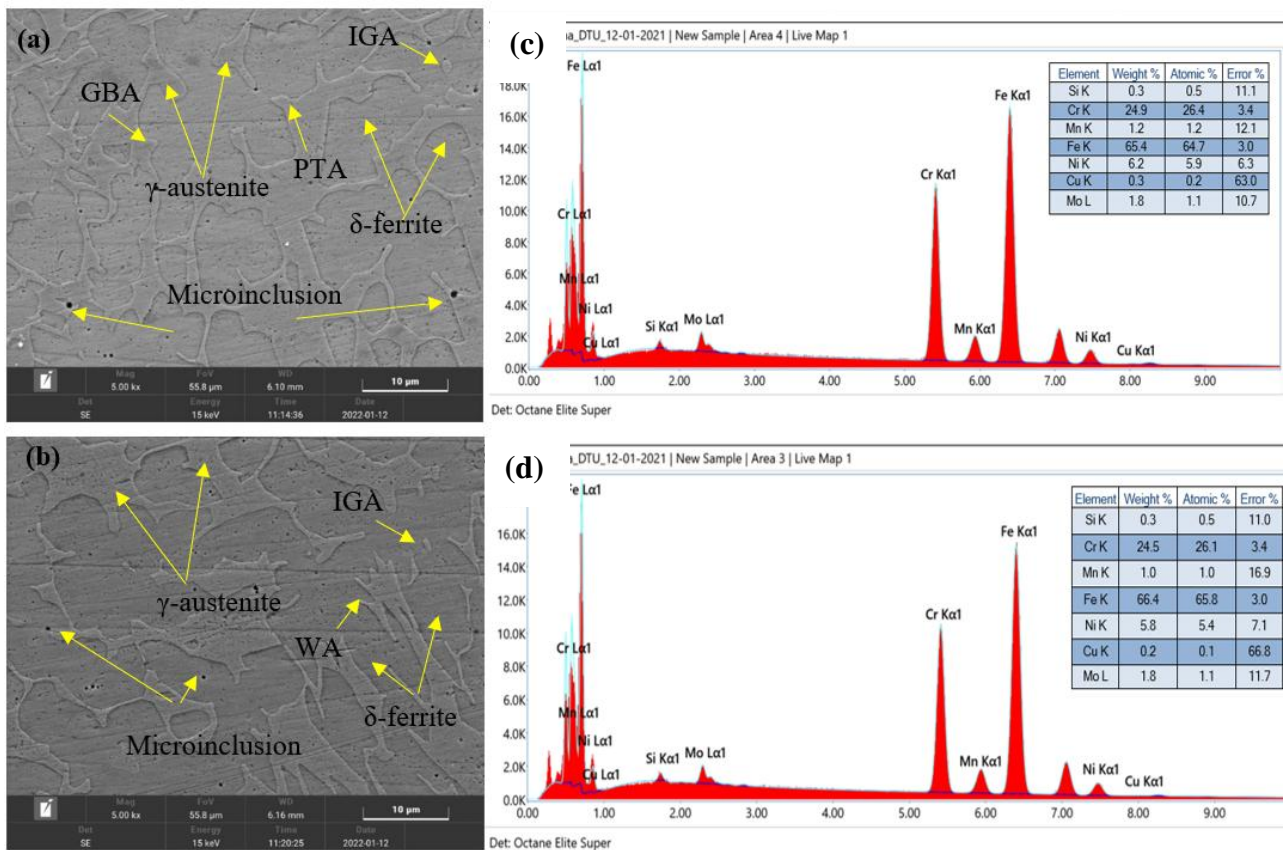 (a)
IGA
GBA
PTA
γ-austenite
δ-ferrite
Microinclusion
Mag FoV WD
5.00 kx 55.8 μm 6.10 mm
10 μm
Det Energy Time Date
SE 15 keV 11:14:36 2022-01-12
(c)
na_DTU_12-01-2021 | New Sample | Area 4 | Live Map 1
Fe Lα1
Element Weight % Atomic % Error %
Si K 0.3 0.5 11.1
Cr K 24.9 26.4 3.4
Mn K 1.2 1.2 12.1
Fe K 65.4 64.7 3.0
Ni K 6.2 5.9 6.3
Cu K 0.3 0.2 63.0
Mo L 1.8 1.1 10.7
Fe Kα1
Cr Kα1
Cr Lα1
Mn Lα1
Ni Lα1
Cu Lα1
Si Kα1
Mo Lα1
Mn Kα1
Ni Kα1
Cu Kα1
18.0K
16.0K
14.0K
12.0K
10.0K
8.0K
6.0K
4.0K
2.0K
0.0K
0.00 1.00 2.00 3.00 4.00 5.00 6.00 7.00 8.00 9.00
Det: Octane Elite Super
(b)
IGA
γ-austenite
WA
δ-ferrite
Microinclusion
Mag FoV WD
5.00 kx 55.8 μm 6.16 mm
10 μm
Det Energy Time Date
SE 15 keV 11:20:25 2022-01-12
(d)
na_DTU_12-01-2021 | New Sample | Area 3 | Live Map 1
Fe Lα1
Element Weight % Atomic % Error %
Si K 0.3 0.5 11.0
Cr K 24.5 26.1 3.4
Mn K 1.0 1.0 16.9
Fe K 66.4 65.8 3.0
Ni K 5.8 5.4 7.1
Cu K 0.2 0.1 66.8
Mo L 1.8 1.1 11.7
Fe Kα1
Cr Kα1
Cr Lα1
Mn Lα1
Ni Lα1
Cu Lα1
Si Kα1
Mo Lα1
Mn Kα1
Ni Kα1
Cu Kα1
16.0K
14.0K
12.0K
10.0K
8.0K
6.0K
4.0K
2.0K
0.0K
0.00 1.00 2.00 3.00 4.00 5.00 6.00 7.00 8.00 9.00
Det: Octane Elite Super